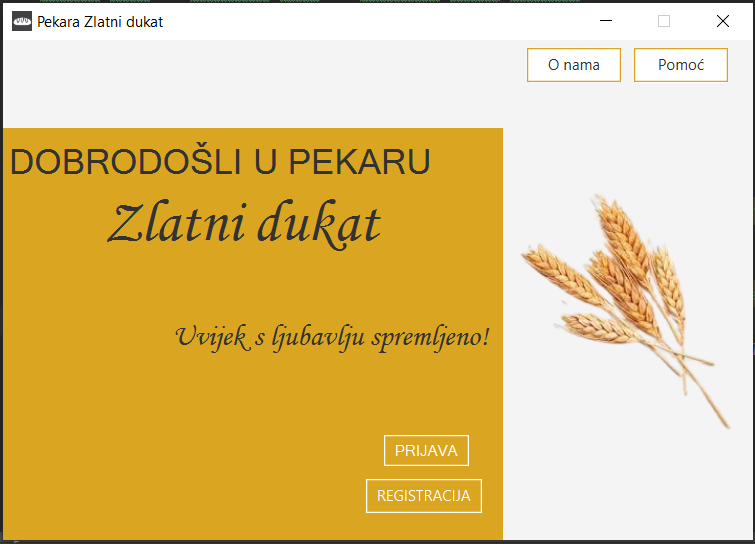 Pekara Zlatni dukat
O nama
Pomoć
DOBRODOŠLI U PEKARU
Zlatni dukat
Uvijek s ljubavlju spremljeno!
PRIJAVA
REGISTRACIJA